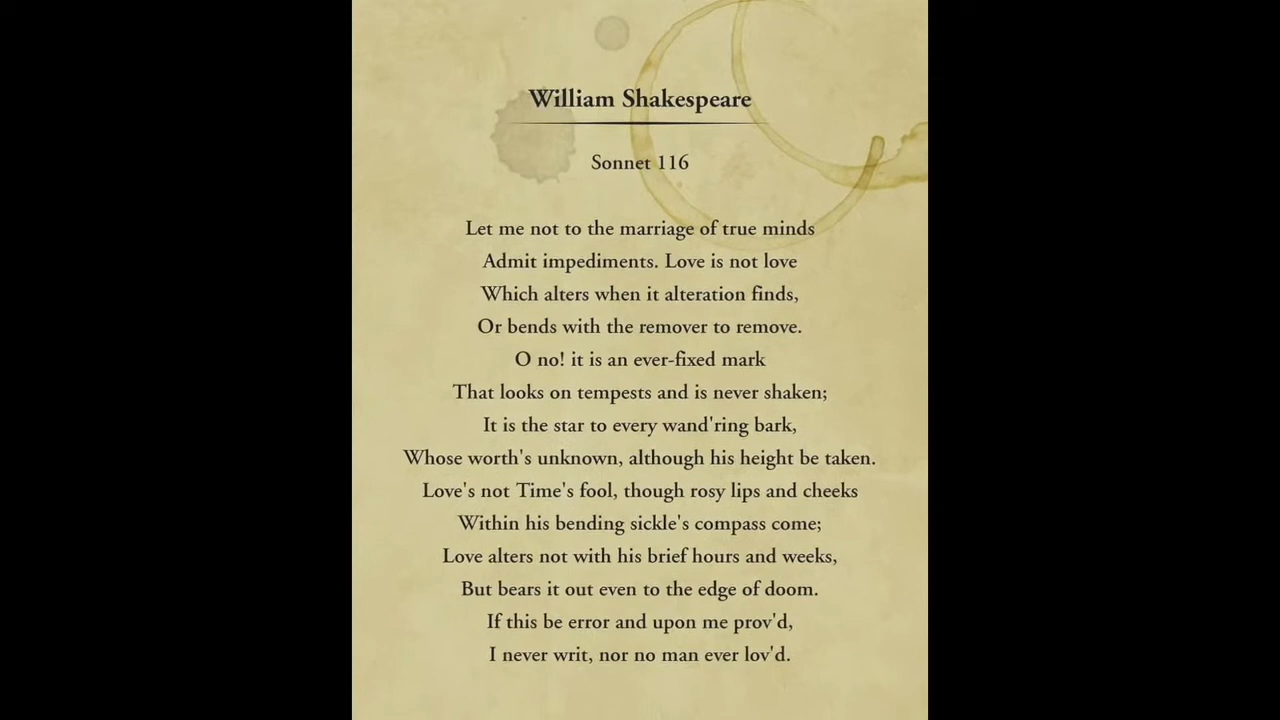 William Shakespeare
Sonnet 116
Let me not to the marriage of true minds
Admit impediments. Love is not love
Which alters when it alteration finds,
Or bends with the remover to remove.
O no! it is an ever-fixed mark
That looks on tempests and is never shaken;
It is the star to every wand'ring bark,
Whose worth's unknown, although his height be taken.
Love's not Time's fool, though rosy lips and cheeks
Within his bending sickle's compass come;
Love alters not with his brief hours and weeks,
But bears it out even to the edge of doom.
If this be error and upon me prov'd,
I never writ, nor no man ever lov'd.